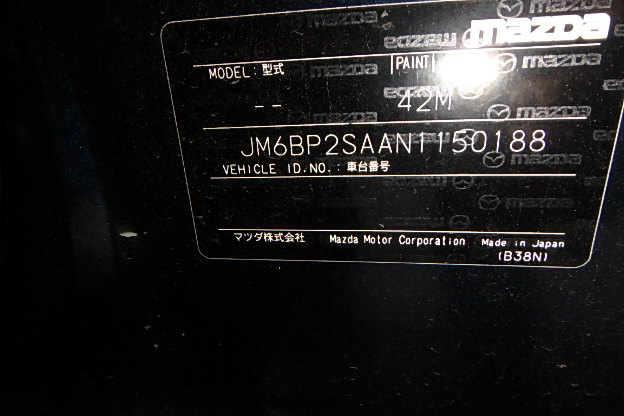 mazda
MODEL: 型式 PAINT
-- 42M
JM6BP2SAAN1150188
VEHICLE ID.NO.: 車台番号
マツダ株式会社 Mazda Motor Corporation Made in Japan
(B38N)